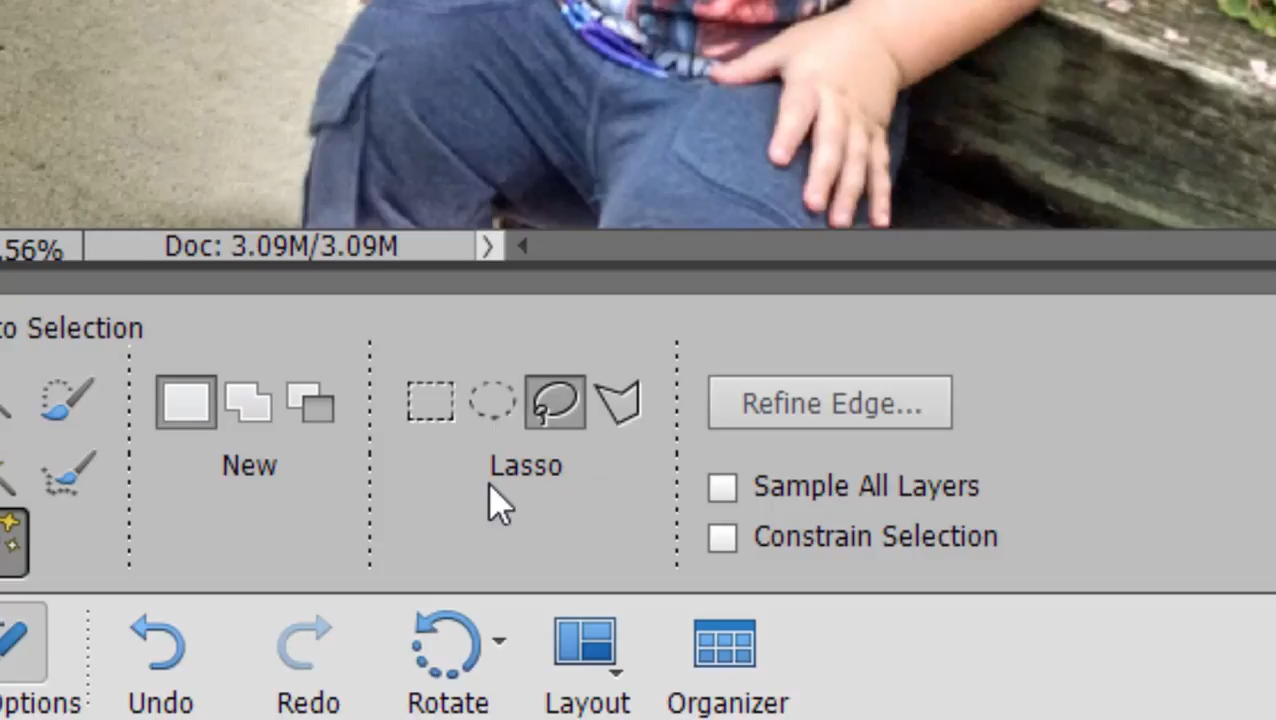 .56% Doc: 3.09M/3.09M
to Selection
New Lasso
Refine Edge...
Sample All Layers
Constrain Selection
Options Undo Redo Rotate Layout Organizer